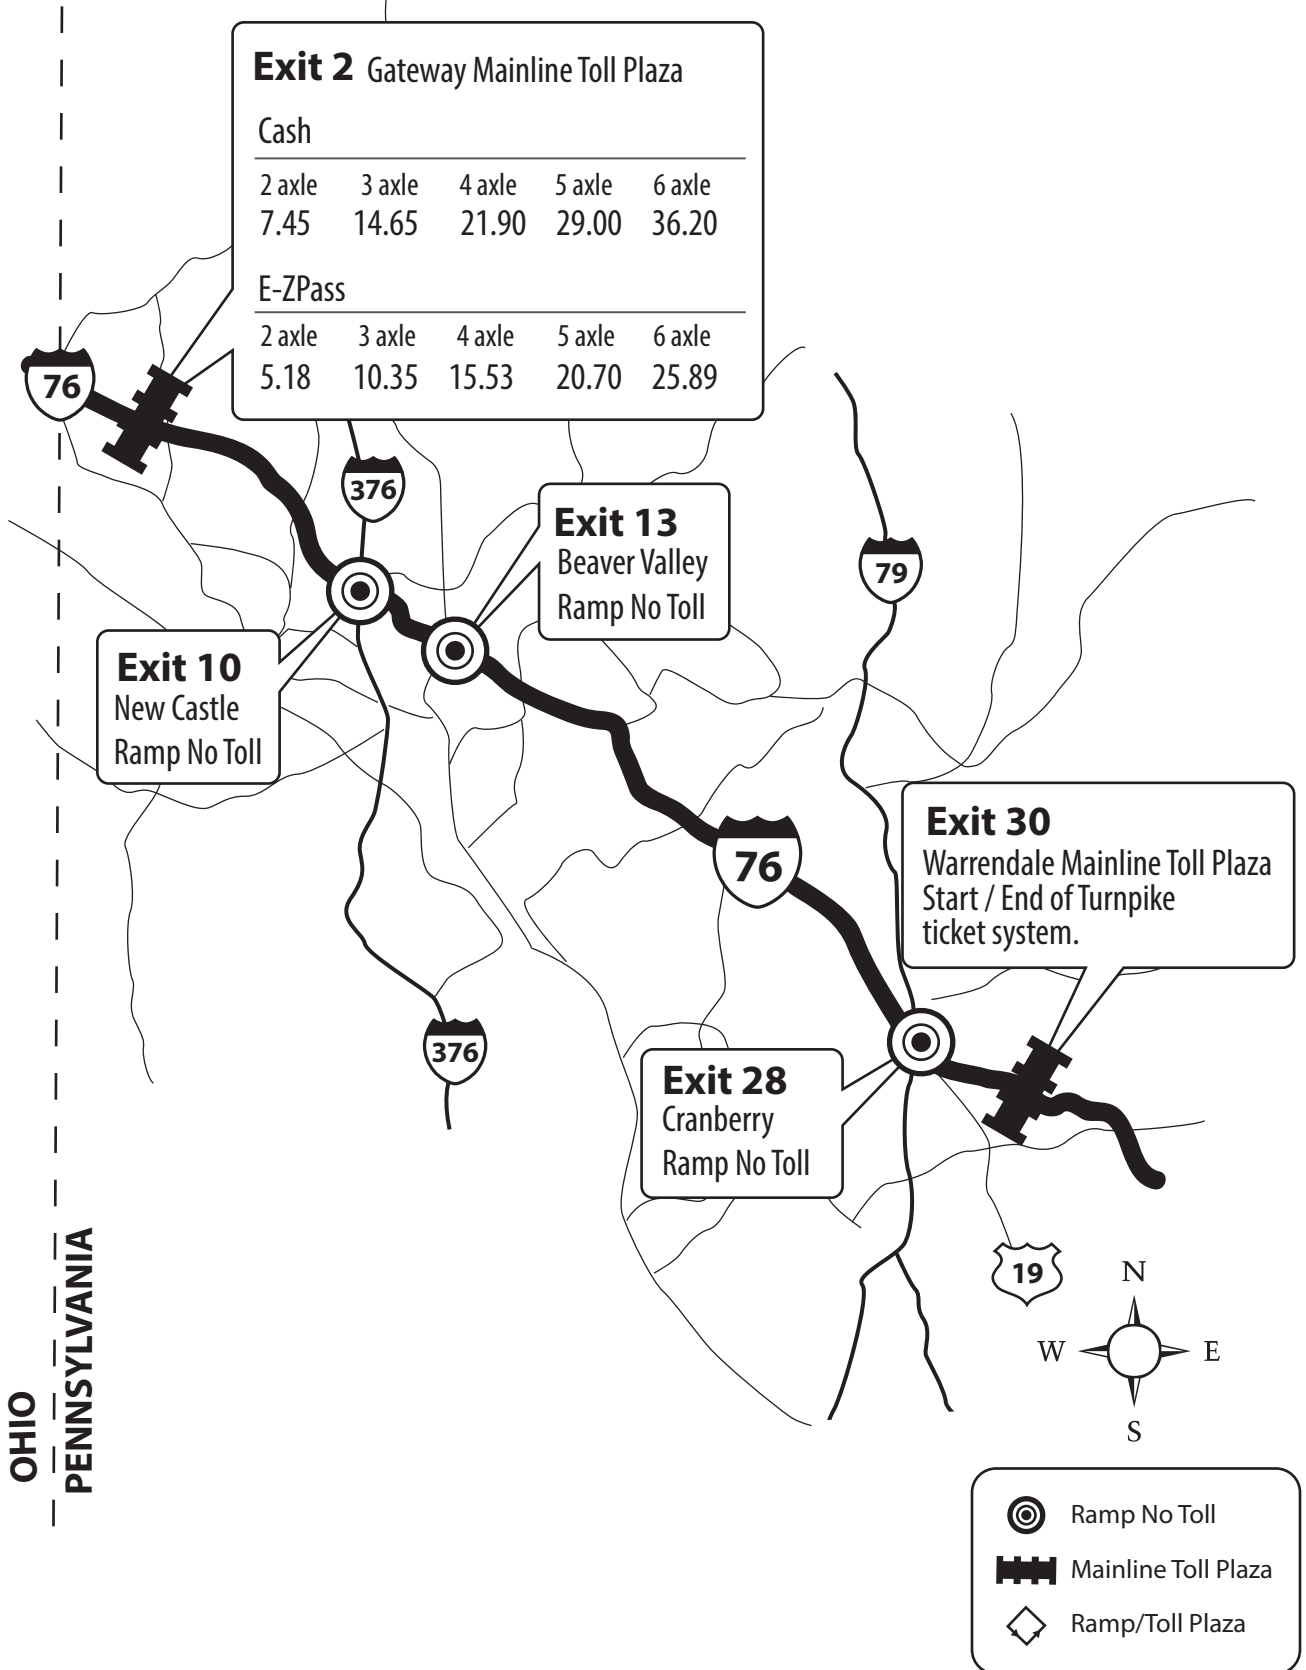 Exit 2 Gateway Mainline Toll Plaza
Cash
2 axle 3 axle 4 axle 5 axle 6 axle
7.45 14.65 21.90 29.00 36.20
E-ZPass
2 axle 3 axle 4 axle 5 axle 6 axle
5.18 10.35 15.53 20.70 25.89
76
376
Exit 13
Beaver Valley
Ramp No Toll
79
Exit 10
New Castle
Ramp No Toll
76
Exit 30
Warrendale Mainline Toll Plaza
Start / End of Turnpike
ticket system.
376
Exit 28
Cranberry
Ramp No Toll
19
N
W E
S
OHIO
PENNSYLVANIA
Ramp No Toll
Mainline Toll Plaza
Ramp/Toll Plaza